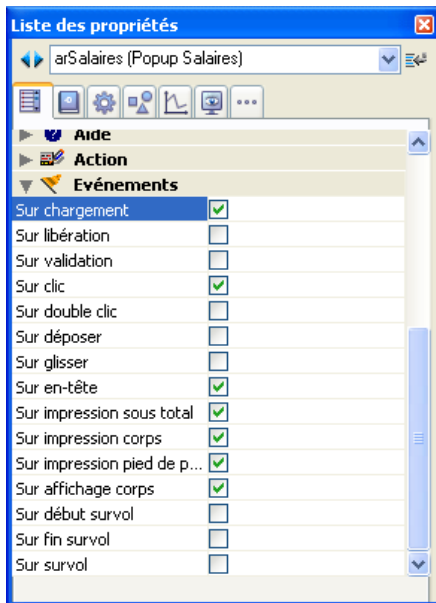 Liste des propriétés
arSalaires (Popup Salaires)
Aide
Action
Evénements
Sur chargement
Sur libération
Sur validation
Sur clic
Sur double clic
Sur déposer
Sur glisser
Sur en-tête
Sur impression sous total
Sur impression corps
Sur impression pied de p...
Sur affichage corps
Sur début survol
Sur fin survol
Sur survol